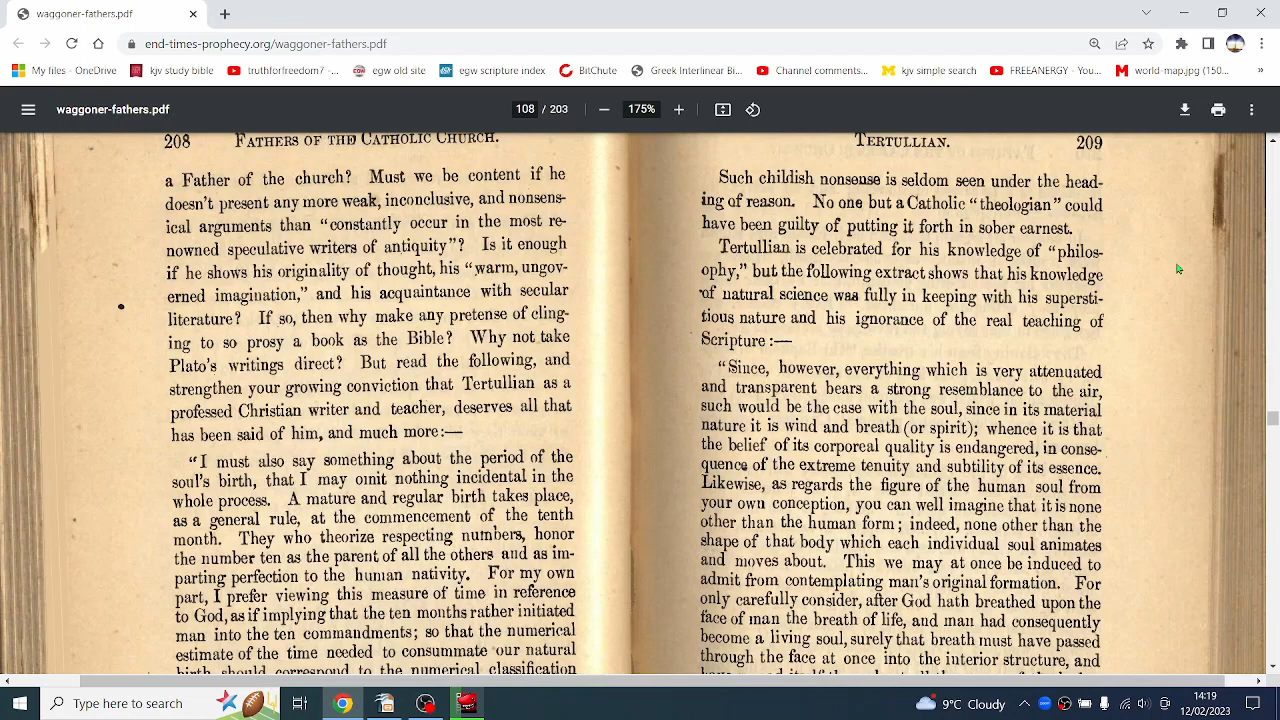 waggoner-fathers.pdf
end-times-prophecy.org/waggoner-fathers.pdf
My files - OneDrive
kjv study bible
truthforfreedom7 - ...
egw old site
egw scripture index
BitChute
Greek Interlinear Bi...
Channel comments...
kjv simple search
FREEANERGY - You...
world-map.jpg (150...
waggoner-fathers.pdf
108 / 203
175%
208 FATHERS OF THE CATHOLIC CHURCH.
a Father of the church? Must we be content if he
doesn't present any more weak, inconclusive, and nonsens-
ical arguments than "constantly occur in the most re-
nowned speculative writers of antiquity"? Is it enough
if he shows his originality of thought, his "warm, ungov-
erned imagination," and his acquaintance with secular
literature? If so, then why make any pretense of cling-
ing to so prosy a book as the Bible? Why not take
Plato's writings direct? But read the following, and
strengthen your growing conviction that Tertullian as a
professed Christian writer and teacher, deserves all that
has been said of him, and much more:—
"I must also say something about the period of the
soul's birth, that I may omit nothing incidental in the
whole process. A mature and regular birth takes place,
as a general rule, at the commencement of the tenth
month. They who theorize respecting numbers, honor
the number ten as the parent of all the others and as im-
parting perfection to the human nativity. For my own
part, I prefer viewing this measure of time in reference
to God, as if implying that the ten months rather initiated
man into the ten commandments; so that the numerical
estimate of the time needed to consummate our natural
birth should correspond to the numerical classification
TERTULLIAN. 209
Such childish nonsense is seldom seen under the head-
ing of reason. No one but a Catholic "theologian" could
have been guilty of putting it forth in sober earnest.
Tertullian is celebrated for his knowledge of "philos-
ophy," but the following extract shows that his knowledge
of natural science was fully in keeping with his supersti-
tious nature and his ignorance of the real teaching of
Scripture:—
"Since, however, everything which is very attenuated
and transparent bears a strong resemblance to the air,
such would be the case with the soul, since in its material
nature it is wind and breath (or spirit); whence it is that
the belief of its corporeal quality is endangered, in conse-
quence of the extreme tenuity and subtility of its essence.
Likewise, as regards the figure of the human soul from
your own conception, you can well imagine that it is none
other than the human form; indeed, none other than the
shape of that body which each individual soul animates
and moves about. This we may at once be induced to
admit from contemplating man's original formation. For
only carefully consider, after God hath breathed upon the
face of man the breath of life, and man had consequently
become a living soul, surely that breath must have passed
through the face at once into the interior structure, and
Type here to search
9°C Cloudy
14:19
12/02/2023